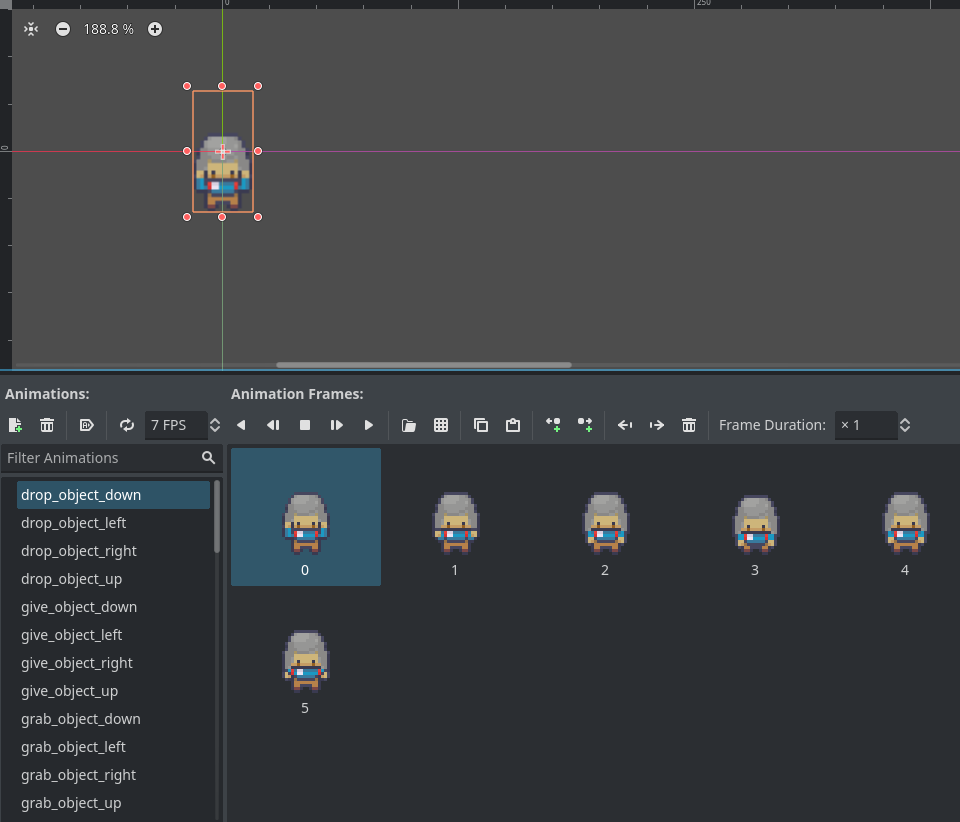 0
250
188.8 %
0
Animations:
Animation Frames:
7 FPS
Frame Duration:
× 1
Filter Animations
drop_object_down
drop_object_left
drop_object_right
drop_object_up
give_object_down
give_object_left
give_object_right
give_object_up
grab_object_down
grab_object_left
grab_object_right
grab_object_up
0
1
2
3
4
5